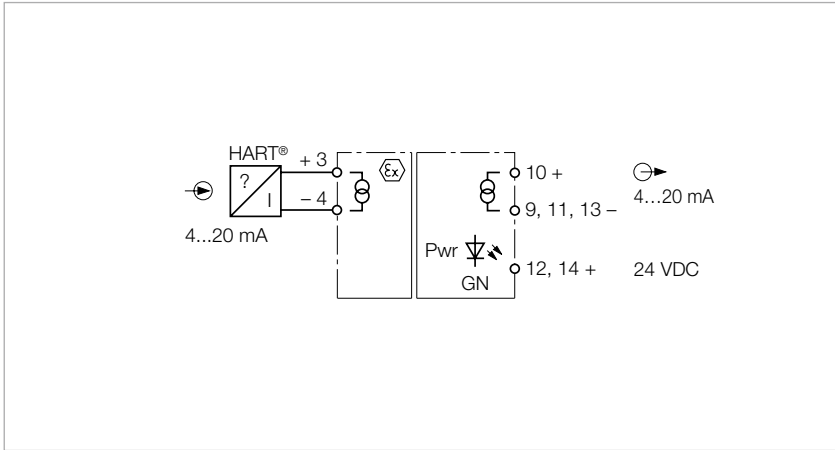 HART®
+ 3
?
I
– 4
4...20 mA
Ex
10 +
9, 11, 13 –
4...20 mA
Pwr
GN
12, 14 +
24 VDC